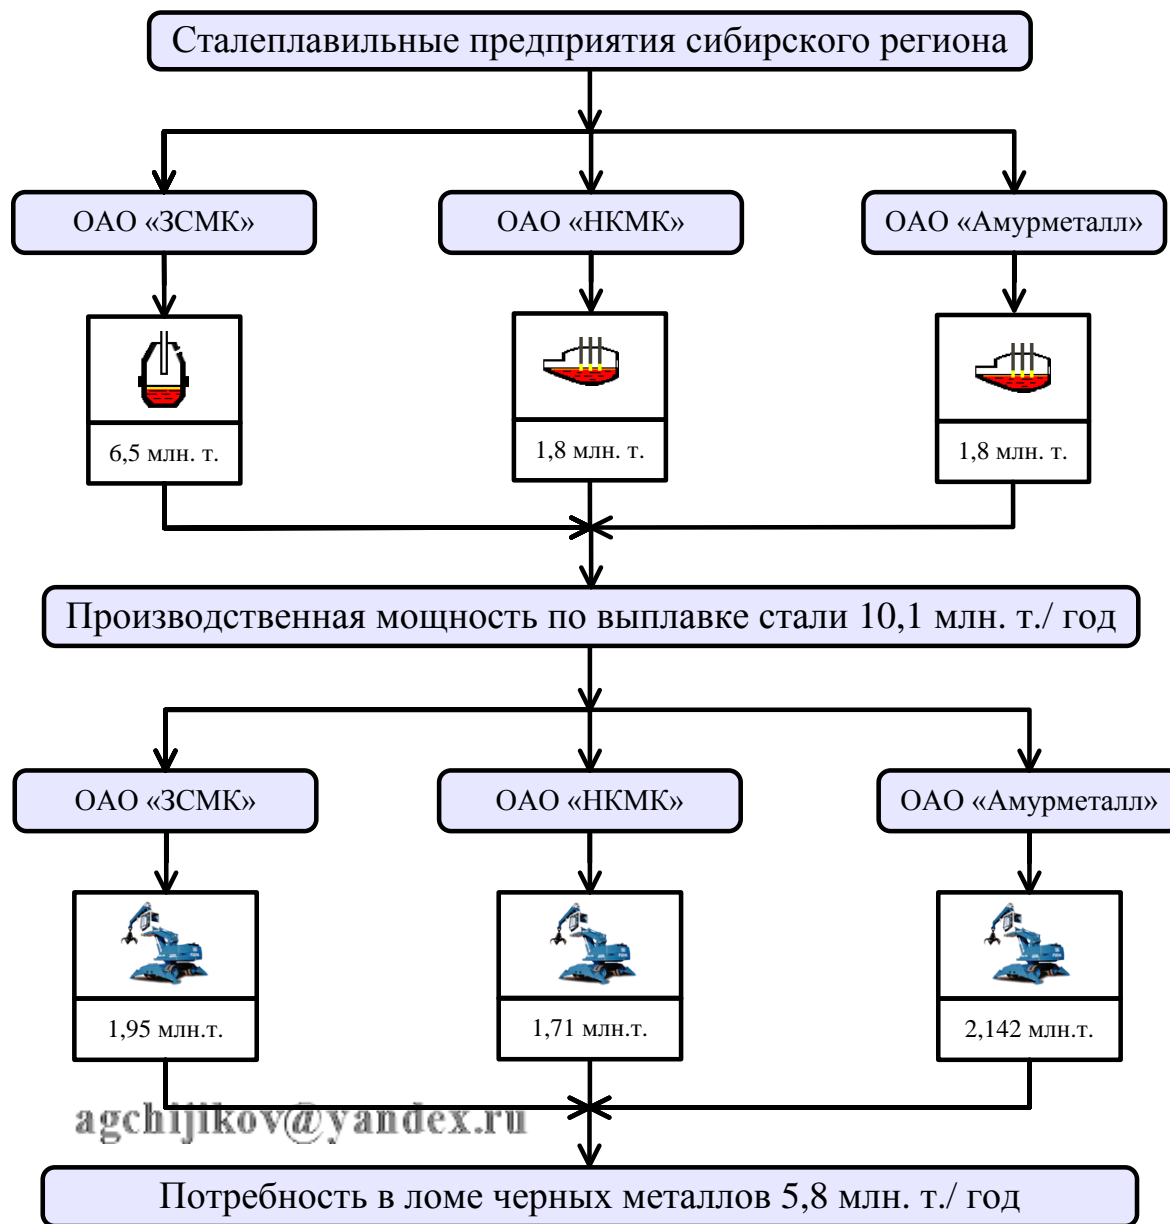 Сталеплавильные предприятия сибирского региона
ОАО «ЗСМК»
ОАО «НКМК»
ОАО «Амурметалл»
6,5 млн. т.
1,8 млн. т.
1,8 млн. т.
Производственная мощность по выплавке стали 10,1 млн. т./ год
ОАО «ЗСМК»
ОАО «НКМК»
ОАО «Амурметалл»
1,95 млн.т.
1,71 млн.т.
2,142 млн.т.
agchijikov@yandex.ru
Потребность в ломе черных металлов 5,8 млн. т./ год